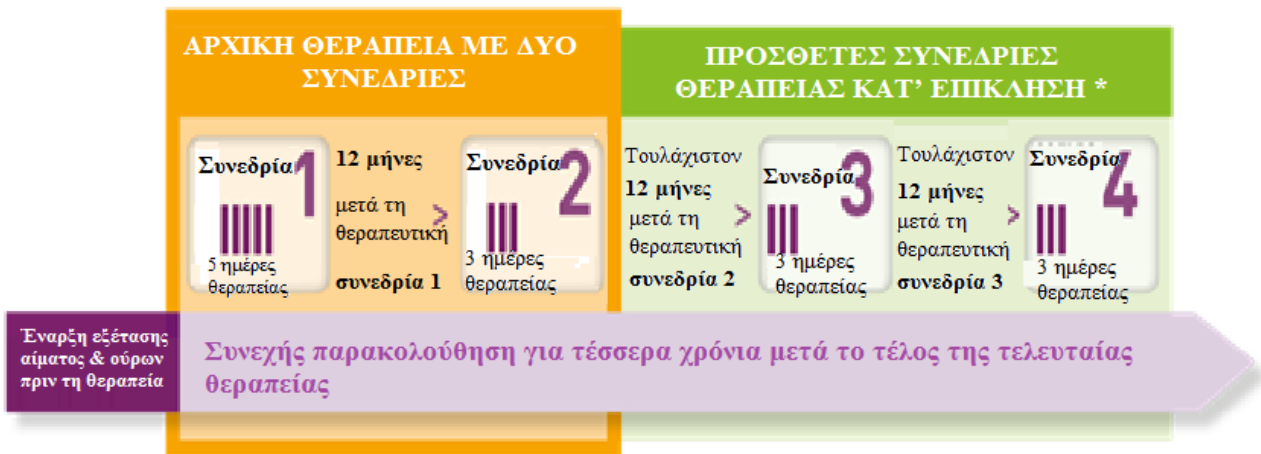 ΑΡΧΙΚΗ ΘΕΡΑΠΕΙΑ ΜΕ ΔΥΟ
ΣΥΝΕΔΡΙΕΣ
ΠΡΟΣΘΕΤΕΣ ΣΥΝΕΔΡΙΕΣ
ΘΕΡΑΠΕΙΑΣ ΚΑΤ’ ΕΠΙΚΛΗΣΗ *
Συνεδρία 1
5 ημέρες
θεραπείας
12 μήνες
μετά τη
θεραπευτική
συνεδρία 1
>
Συνεδρία 2
3 ημέρες
θεραπείας
Τουλάχιστον
12 μήνες
μετά τη
θεραπευτική
συνεδρία 2
>
Συνεδρία 3
3 ημέρες
θεραπείας
Τουλάχιστον
12 μήνες
μετά τη
θεραπευτική
συνεδρία 3
>
Συνεδρία 4
3 ημέρες
θεραπείας
Έναρξη εξέτασης
αίματος & ούρων
πριν τη θεραπεία
Συνεχής παρακολούθηση για τέσσερα χρόνια μετά το τέλος της τελευταίας
θεραπείας